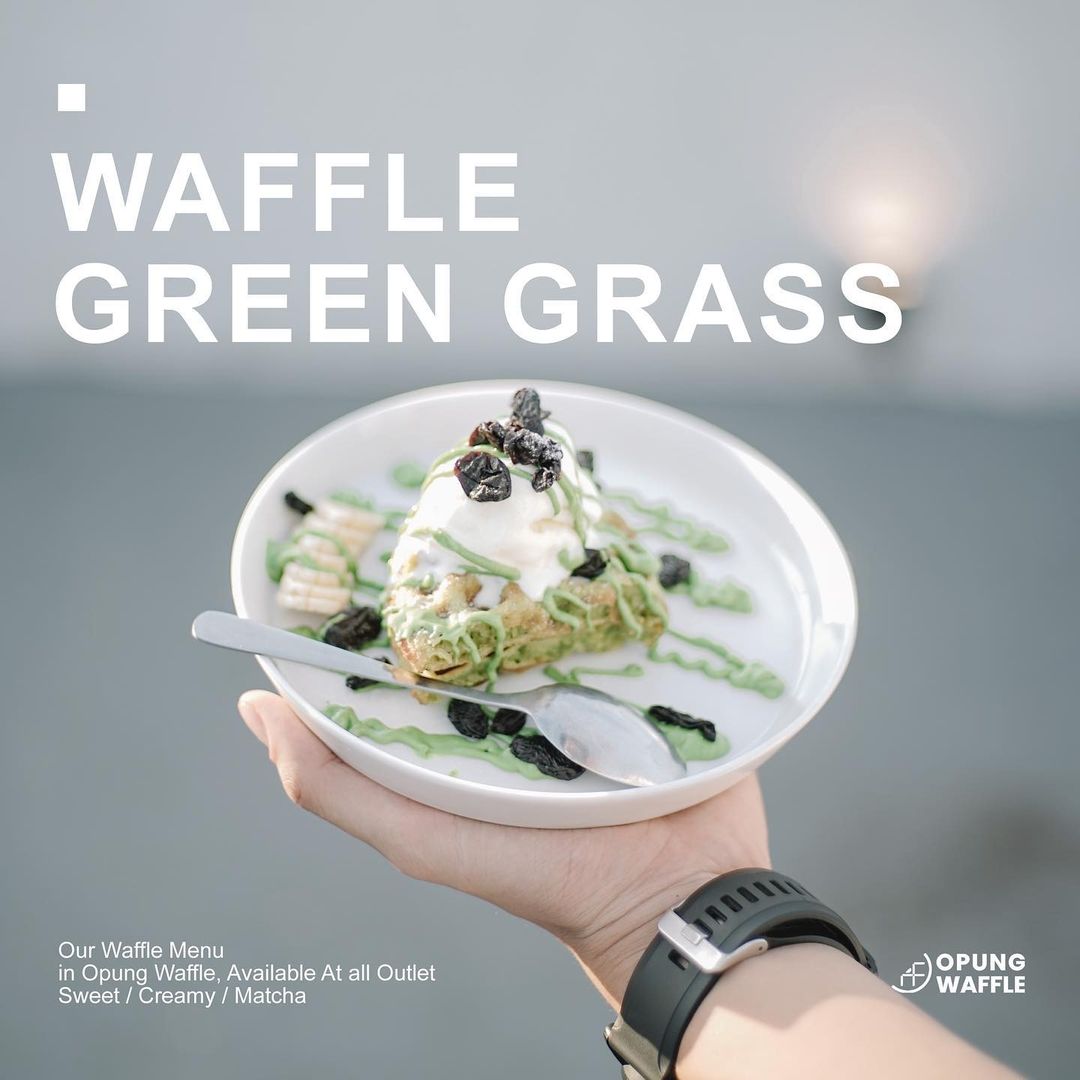 WAFFLE
GREEN GRASS
Our Waffle Menu
in Opung Waffle, Available At all Outlet
Sweet / Creamy / Matcha
OPUNG
WAFFLE